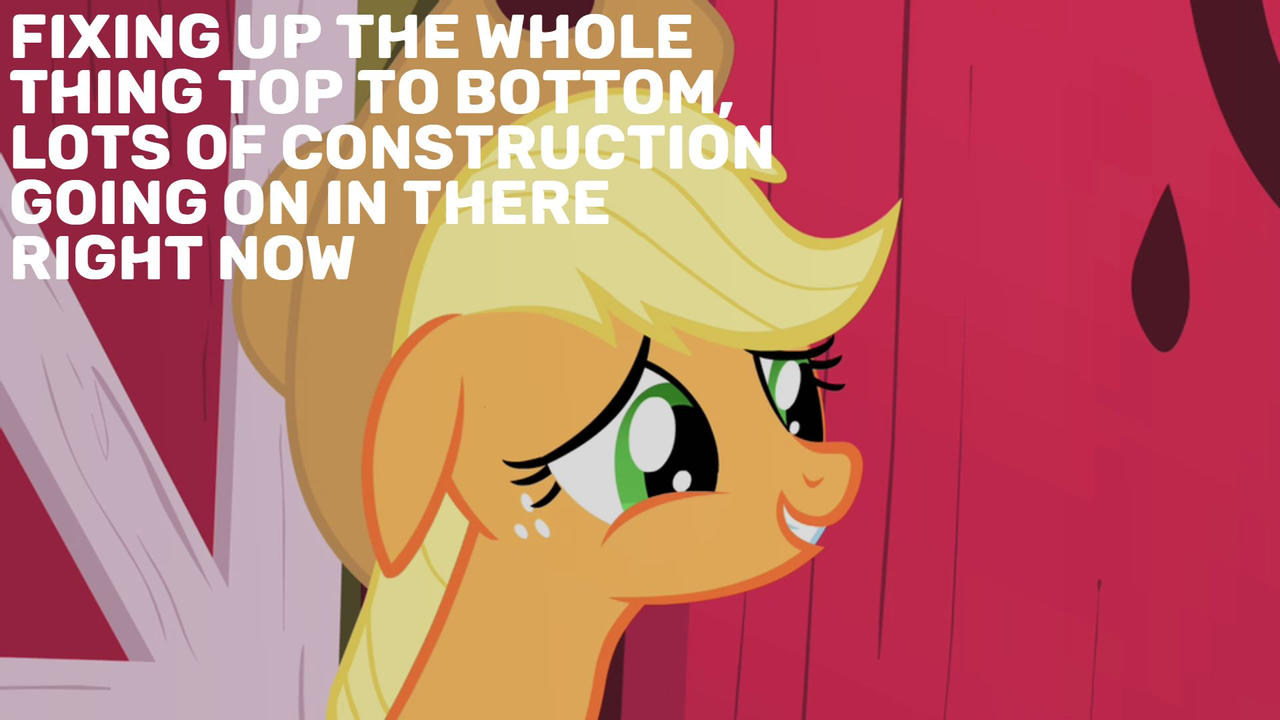 FIXING UP THE WHOLE
THING TOP TO BOTTOM,
LOTS OF CONSTRUCTION
GOING ON IN THERE
RIGHT NOW